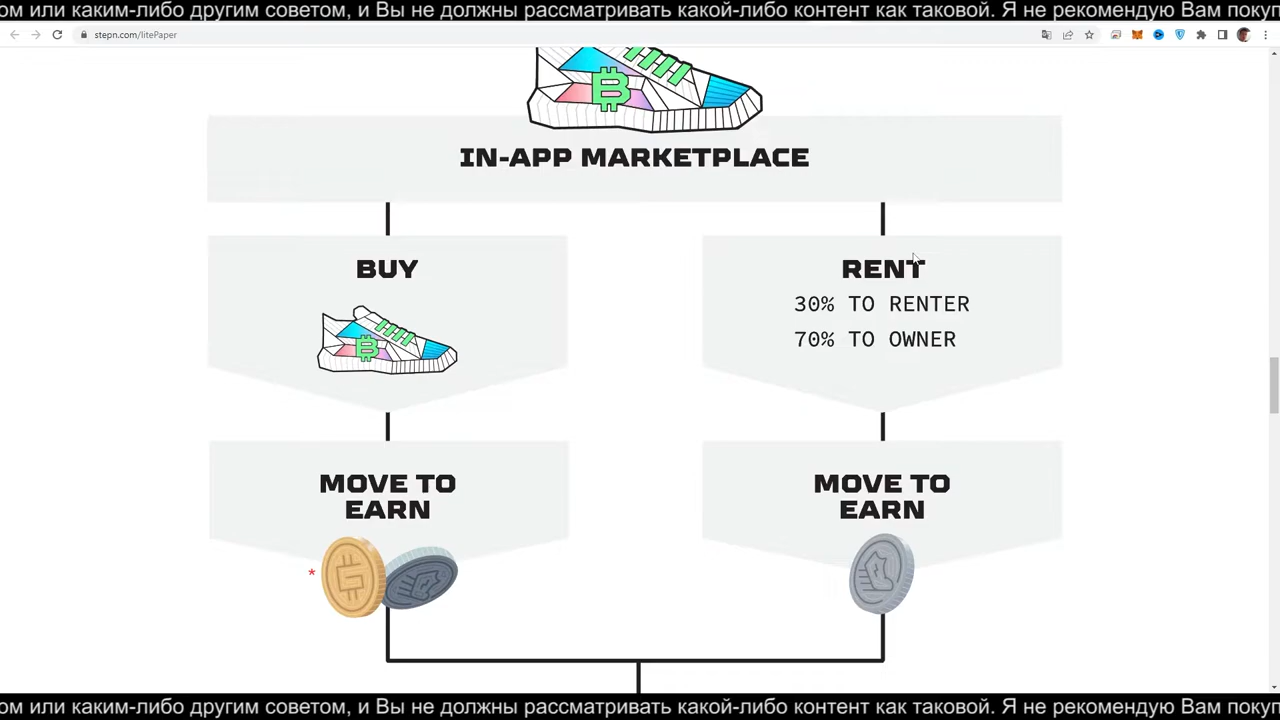 ом или каким-либо другим советом, и Вы не должны рассматривать какой-либо контент как таковой. Я не рекомендую Вам покуп
stepn.com/litePaper
IN-APP MARKETPLACE
BUY
RENT
30% TO RENTER
70% TO OWNER
MOVE TO
EARN
MOVE TO
EARN
*
ом или каким-либо другим советом, и Вы не должны рассматривать какой-либо контент как таковой. Я не рекомендую Вам покуп